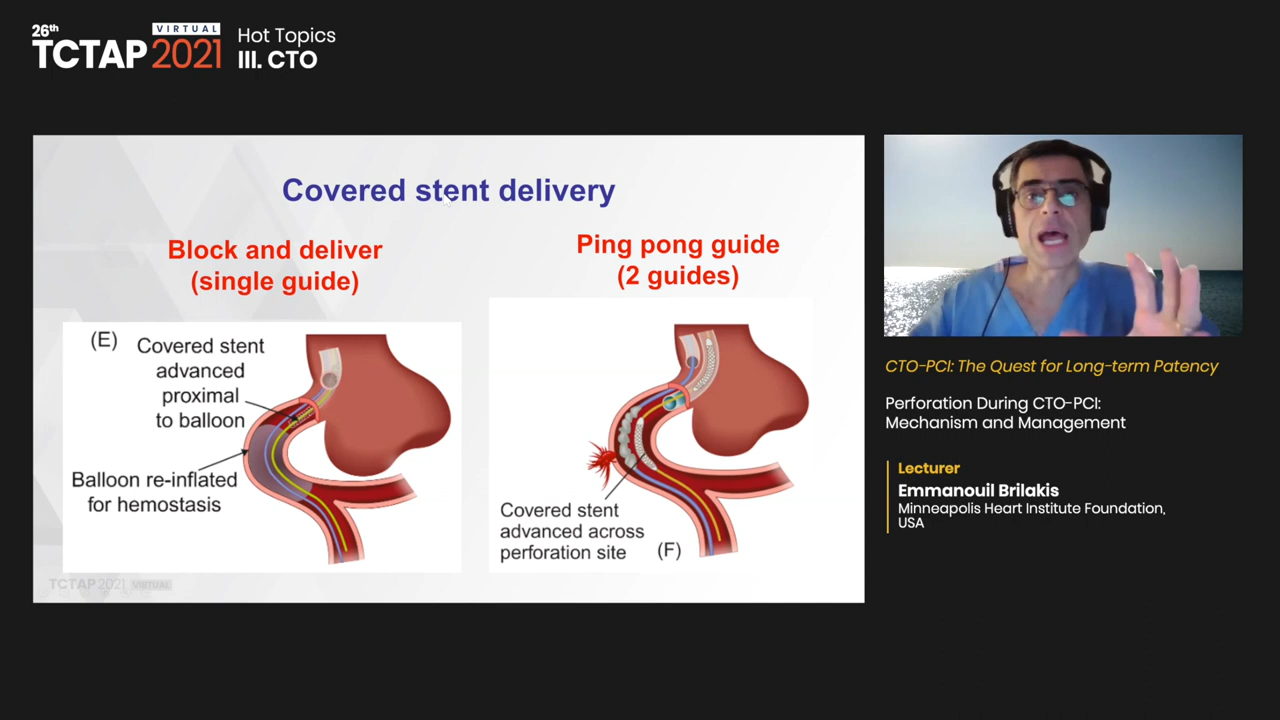 26th
VIRTUAL
TCTAP 2021
Hot Topics
III. CTO
Covered stent delivery
Block and deliver
(single guide)
Ping pong guide
(2 guides)
(E)
Covered stent
advanced
proximal
to balloon
Balloon re-inflated
for hemostasis
Covered stent
advanced across
perforation site
(F)
TCTAP 2021 VIRTUAL
CTO-PCI: The Quest for Long-term Patency
Perforation During CTO-PCI:
Mechanism and Management
Lecturer
Emmanouil Brilakis
Minneapolis Heart Institute Foundation,
USA